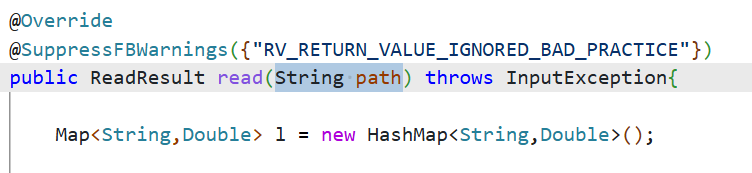 @Override
@SuppressFBWarnings({"RV_RETURN_VALUE_IGNORED_BAD_PRACTICE"})
public ReadResult read(String path) throws InputException{
Map<String,Double> l = new HashMap<String,Double>();